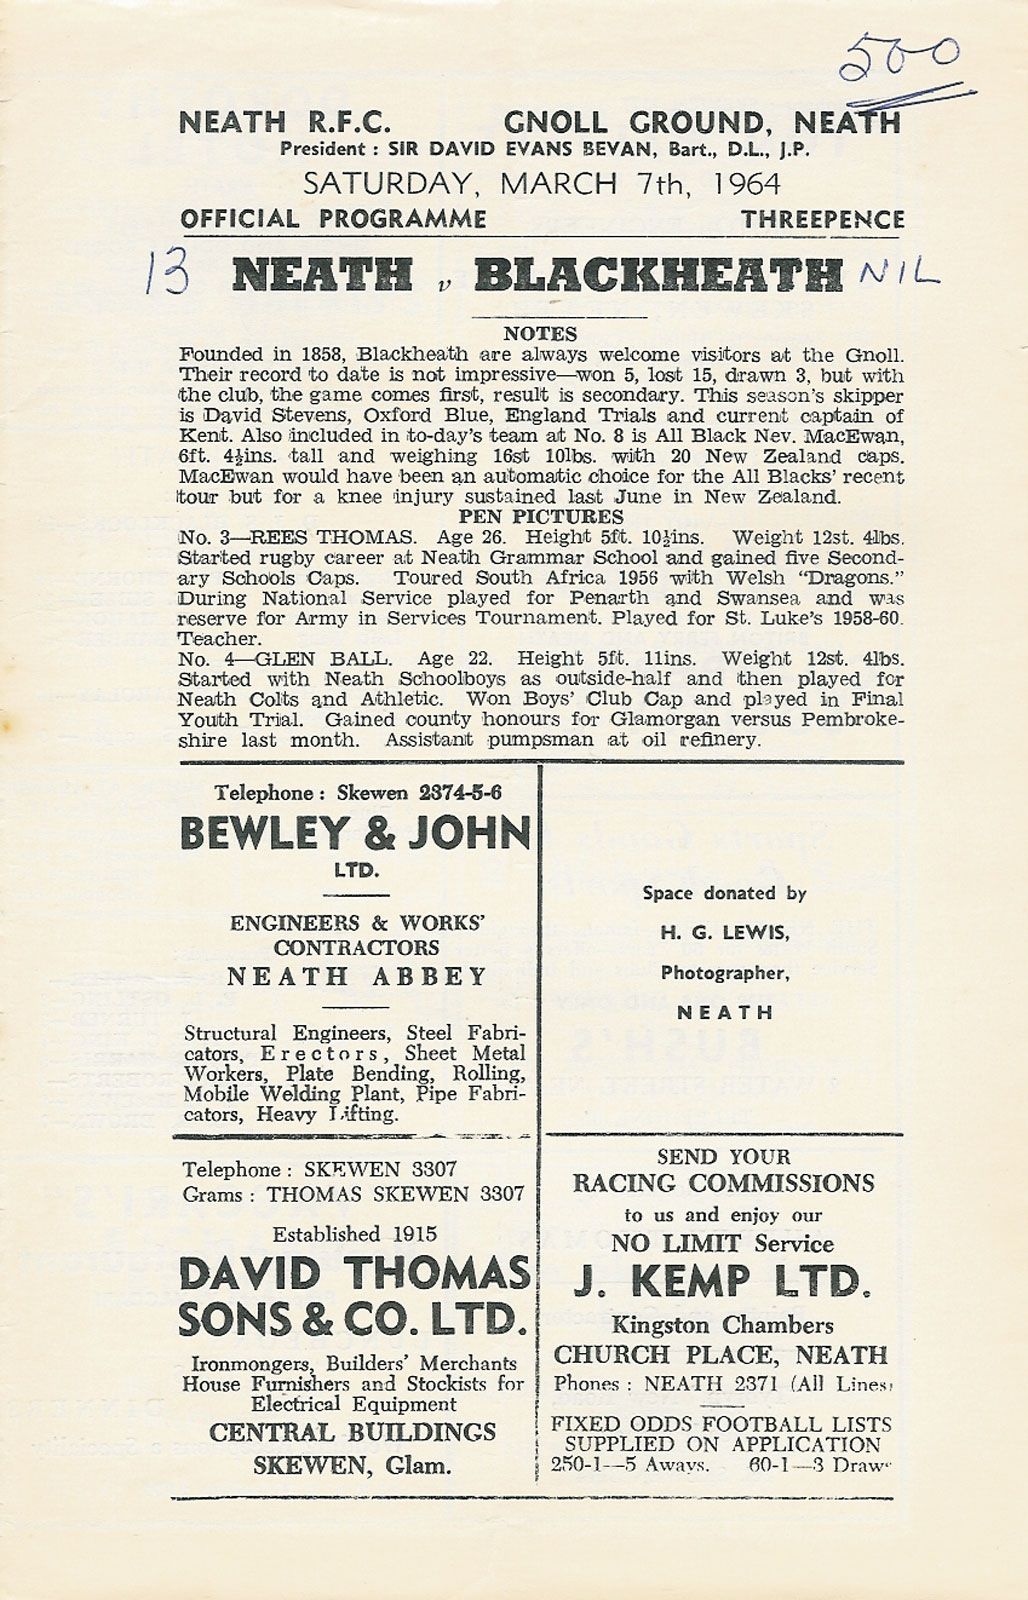 500
NEATH R.F.C. GNOLL GROUND, NEATH
President : SIR DAVID EVANS BEVAN, Bart., D.L., J.P.
SATURDAY, MARCH 7th, 1964
OFFICIAL PROGRAMME THREEPENCE
13 NEATH v BLACKHEATH NIL
NOTES
Founded in 1858, Blackheath are always welcome visitors at the Gnoll.
Their record to date is not impressive—won 5, lost 15, drawn 3, but with
the club, the game comes first, result is secondary. This season's skipper
is David Stevens, Oxford Blue, England Trials and current captain of
Kent. Also included in to-day's team at No. 8 is All Black Nev. MacEwan,
6ft. 4½ins. tall and weighing 16st 10lbs. with 20 New Zealand caps.
MacEwan would have been an automatic choice for the All Blacks' recent
tour but for a knee injury sustained last June in New Zealand.
PEN PICTURES
No. 3—REES THOMAS. Age 26. Height 5ft. 10½ins. Weight 12st. 4lbs.
Started rugby career at Neath Grammar School and gained five Second-
ary Schools Caps. Toured South Africa 1956 with Welsh "Dragons."
During National Service played for Penarth and Swansea and was
reserve for Army in Services Tournament. Played for St. Luke's 1958-60.
Teacher.
No. 4—GLEN BALL. Age 22. Height 5ft. 11ins. Weight 12st. 4lbs.
Started with Neath Schoolboys as outside-half and then played for
Neath Colts and Athletic. Won Boys' Club Cap and played in Final
Youth Trial. Gained county honours for Glamorgan versus Pembroke-
shire last month. Assistant pumpsman at oil refinery.
Telephone : Skewen 2374-5-6
BEWLEY & JOHN
LTD.
ENGINEERS & WORKS'
CONTRACTORS
NEATH ABBEY
Structural Engineers, Steel Fabri-
cators, Erectors, Sheet Metal
Workers, Plate Bending, Rolling,
Mobile Welding Plant, Pipe Fabri-
cators, Heavy Lifting.
Space donated by
H. G. LEWIS,
Photographer,
NEATH
Telephone : SKEWEN 3307
Grams : THOMAS SKEWEN 3307
Established 1915
DAVID THOMAS
SONS & CO. LTD.
Ironmongers, Builders' Merchants
House Furnishers and Stockists for
Electrical Equipment
CENTRAL BUILDINGS
SKEWEN, Glam.
SEND YOUR
RACING COMMISSIONS
to us and enjoy our
NO LIMIT Service
J. KEMP LTD.
Kingston Chambers
CHURCH PLACE, NEATH
Phones : NEATH 2371 (All Lines)
FIXED ODDS FOOTBALL LISTS
SUPPLIED ON APPLICATION
250-1—5 Aways. 60-1—3 Draws